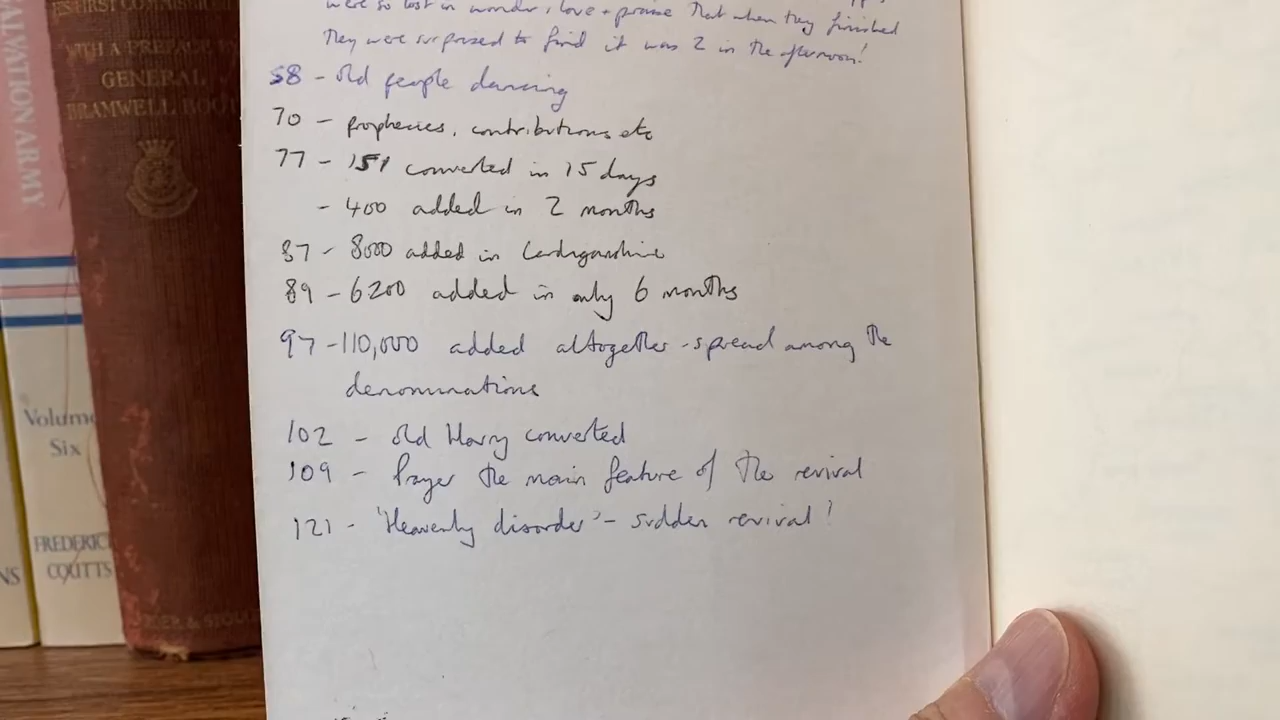 SALVATION ARMY
Volume
Six
FREDERIC
COUTTS
NS
WITH A PREFACE BY
GENERAL
BRAMWELL BOO
were so lost in wonder, love + praise that when they finished
they were surprised to find it was 2 in the afternoon!
58 - old people dancing
70 - prophecies, contributions etc
77 - 151 converted in 15 days
- 400 added in 2 months
87 - 8000 added in Cardiganshire
89 - 6200 added in only 6 months
97 - 110,000 added altogether - spread among the
denominations
102 - old Harry converted
109 - Prayer the main feature of the revival
121 - 'Heavenly disorder' - sudden revival!